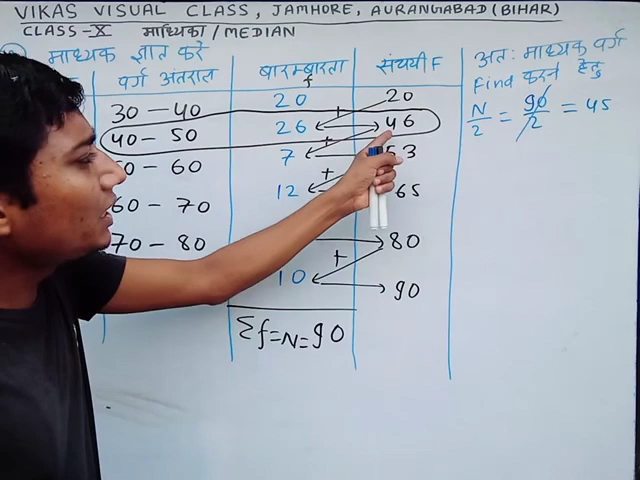 VIKAS VISUAL CLASS, JAMHORE, AURANGABAD (BIHAR)
CLASS-X माध्यिका / MEDIAN
माध्यक ज्ञात करे
वर्ग अंतराल बारम्बारता f संचयी F
30 — 40 20 20
40 — 50 26 46
0 — 60 7 53
60 — 70 12 65
70 — 80 80
10 90
Σf=N=90
अतः माध्यक वर्ग
Find करने हेतु
N/2 = 90/2 = 45